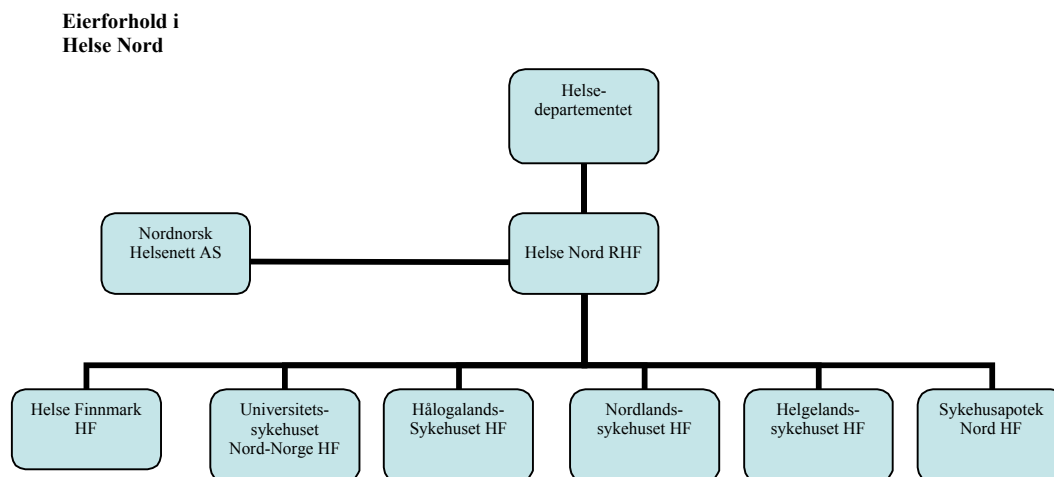 Eierforhold i
Helse Nord
Helse-
departementet
Nordnorsk
Helsenett AS
Helse Nord RHF
Helse Finnmark
HF
Universitets-
sykehuset
Nord-Norge HF
Hålogalands-
Sykehuset HF
Nordlands-
sykehuset HF
Helgelands-
sykehuset HF
Sykehusapotek
Nord HF